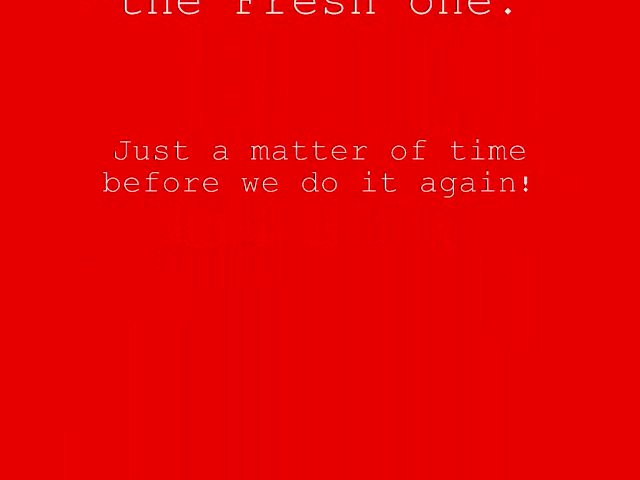 the Fresh one.
Just a matter of time
before we do it again!